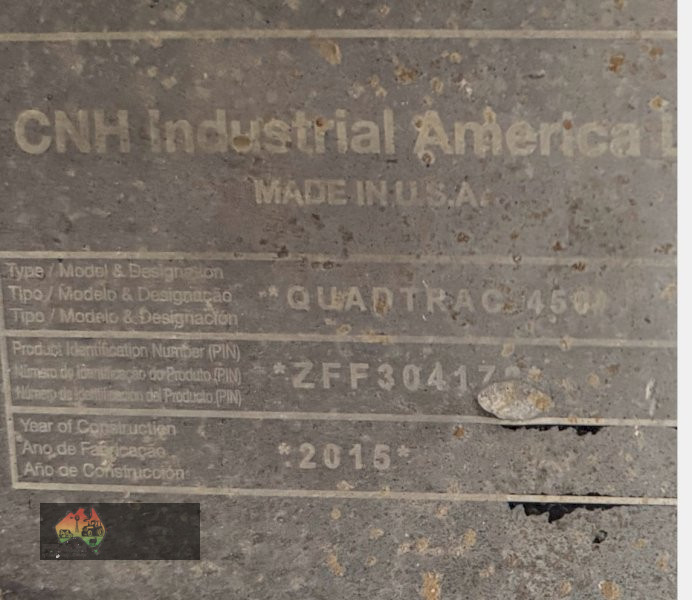 CNH Industrial America L
MADE IN U.S.A.
Type / Model & Designation
Tipo / Modelo & Designação
Tipo / Modelo & Designación
*QUADTRAC 450*
Product Identification Number (PIN)
Número de Identificação do Produto (PIN)
Número de Identificación del Producto (PIN)
Year of Construction
Ano de Fabricação
Año de Construcción
*2015*